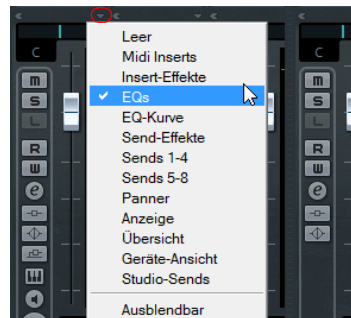 C
Leer
C
m
Midi Inserts
m
S
Insert-Effekte
S
L
EQs
L
EQ-Kurve
R
Send-Effekte
R
W
Sends 1-4
W
e
Sends 5-8
e
Panner
Anzeige
Übersicht
Geräte-Ansicht
Studio-Sends
Ausblendbar